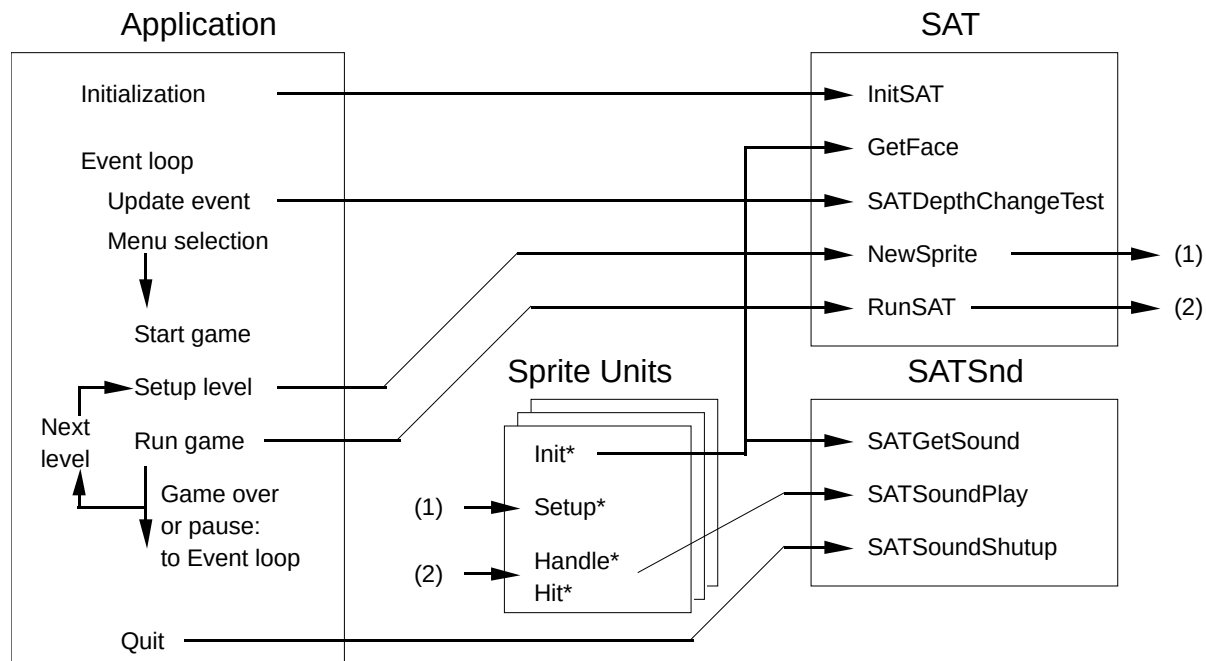 Application
Initialization
Event loop
Update event
Menu selection
Start game
Setup level
Next
level
Run game
Game over
or pause:
to Event loop
Quit
Sprite Units
Init*
(1)
Setup*
(2)
Handle*
Hit*
SAT
InitSAT
GetFace
SATDepthChangeTest
NewSprite
(1)
RunSAT
(2)
SATSnd
SATGetSound
SATSoundPlay
SATSoundShutup